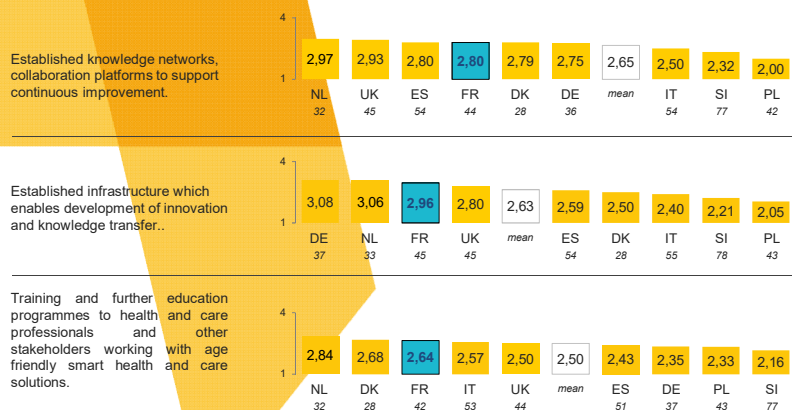 4
Established knowledge networks,
collaboration platforms to support
continuous improvement.
2,97 2,93 2,80 2,80 2,79 2,75 2,65 2,50 2,32 2,00
1
NL UK ES FR DK DE mean IT SI PL
32 45 54 44 28 36 54 77 42
4
Established infrastructure which
enables development of innovation
and knowledge transfer..
3,08 3,06 2,96 2,80 2,63 2,59 2,50 2,40 2,21 2,05
1
DE NL FR UK mean ES DK IT SI PL
37 33 45 45 54 28 55 78 43
Training and further education
programmes to health and care
professionals and other
stakeholders working with age
friendly smart health and care
solutions.
4
2,84 2,68 2,64 2,57 2,50 2,50 2,43 2,35 2,33 2,16
1
NL DK FR IT UK mean ES DE PL SI
32 28 42 53 44 51 37 43 77